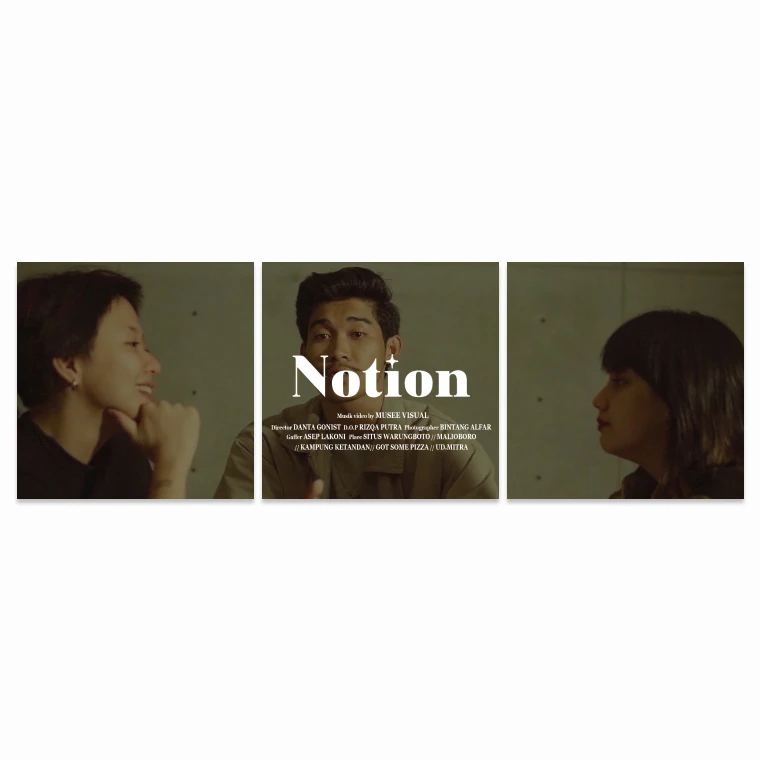 Notion
Musik video by MUSEE VISUAL
Director DANTA GONIST D.O.P RIZQA PUTRA Photographer BINTANG ALFAR
Gaffer ASEP LAKONI Place SITUS WARUNGBOTO // MALIOBORO
// KAMPUNG KETANDAN// GOT SOME PIZZA // UD.MITRA